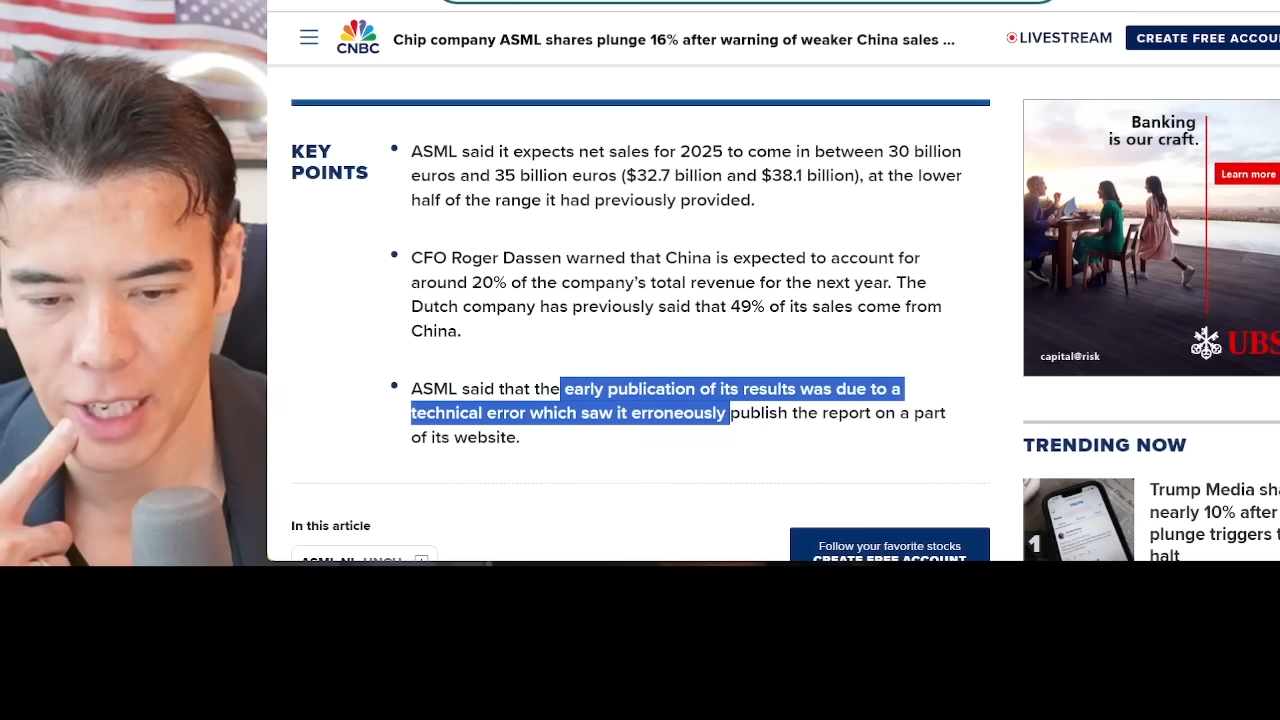 CNBC
Chip company ASML shares plunge 16% after warning of weaker China sales ...
LIVESTREAM
CREATE FREE ACCOU
KEY
POINTS
ASML said it expects net sales for 2025 to come in between 30 billion
euros and 35 billion euros ($32.7 billion and $38.1 billion), at the lower
half of the range it had previously provided.
CFO Roger Dassen warned that China is expected to account for
around 20% of the company’s total revenue for the next year. The
Dutch company has previously said that 49% of its sales come from
China.
ASML said that the early publication of its results was due to a
technical error which saw it erroneously publish the report on a part
of its website.
In this article
ASML-NL
UNCH
Follow your favorite stocks
CREATE FREE ACCOUNT
Banking
is our craft.
Learn more
capital@risk
UBS
TRENDING NOW
1
Trump Media sha
nearly 10% after
plunge triggers t
halt